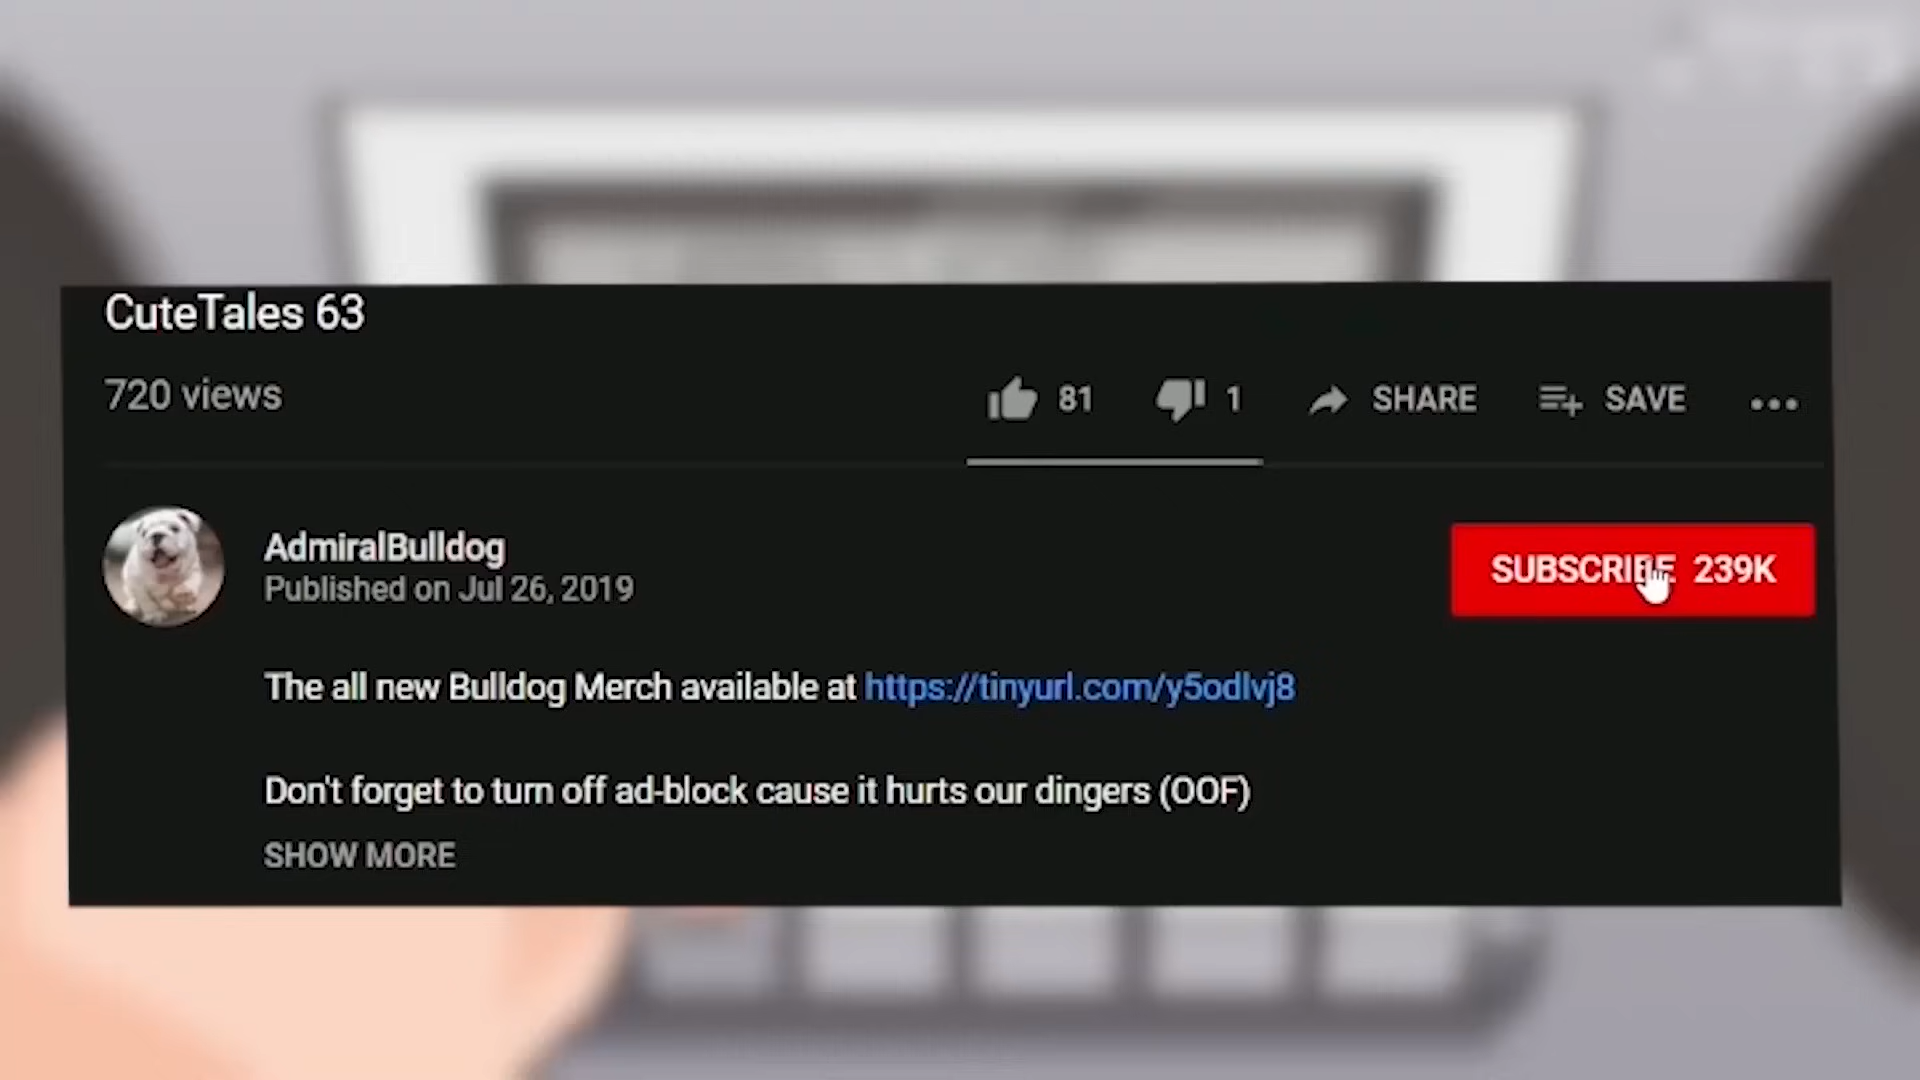 CuteTales 63
720 views
81 1 SHARE SAVE
AdmiralBulldog
Published on Jul 26, 2019
SUBSCRIBE 239K
The all new Bulldog Merch available at https://tinyurl.com/y5odlvj8
Don't forget to turn off ad-block cause it hurts our dingers (OOF)
SHOW MORE